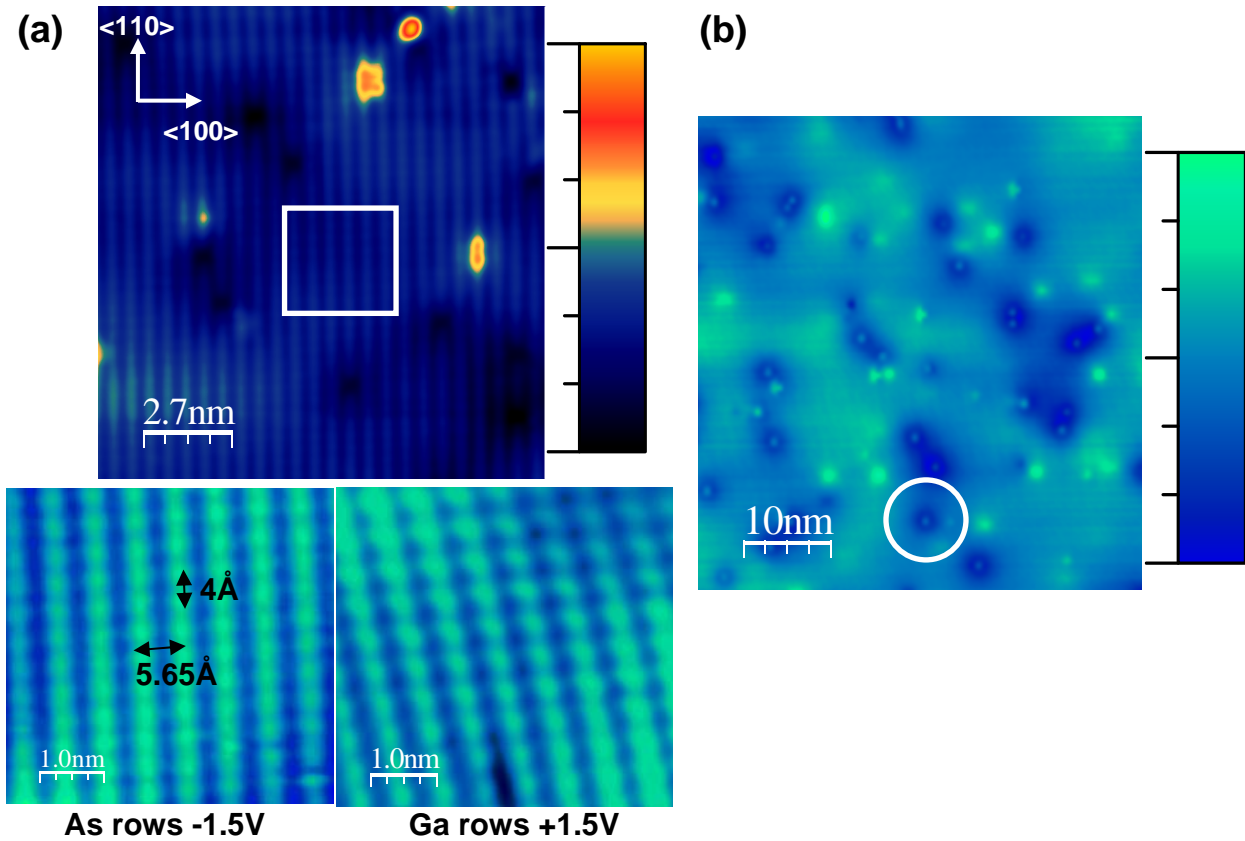 (a)
<110>
<100>
2.7nm
(b)
10nm
4Å
5.65Å
1.0nm
1.0nm
As rows -1.5V
Ga rows +1.5V